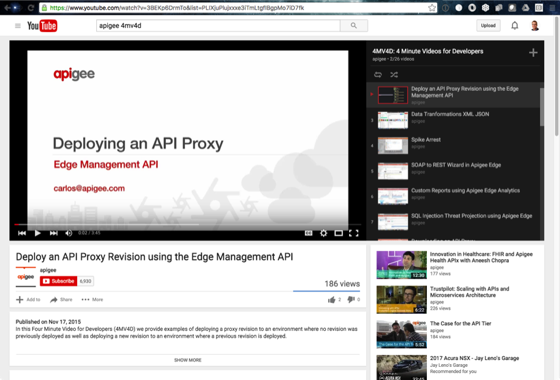 https://www.youtube.com/watch?v=38EKp6DrmTo&list=PLIXjuPlujxxxe3iTmLtgfIBgpMo7iO7fk
YouTube
apigee 4mv4d
Upload
apigee
Deploying an API Proxy
Edge Management API
carlos@apigee.com
0:02 / 3:45
4MV4D: 4 Minute Videos for Developers
apigee • 2/26 videos
Deploy an API Proxy Revision using the Edge Management API
apigee
3
Data Tranformations XML JSON
apigee
4
Spike Arrest
apigee
5
SOAP to REST Wizard in Apigee Edge
apigee
6
Custom Reports using Apigee Edge Analytics
apigee
7
SQL Injection Threat Projection using Apigee Edge
apigee
Deploy an API Proxy Revision using the Edge Management API
apigee
apigee
Subscribe
6,930
186 views
Add to
Share
More
3
0
Published on Nov 17, 2015
In this Four Minute Video for Developers (4MV4D) we provide examples of deploying a proxy revision to an environment where no revision was
previously deployed as well as deploying a new revision to an environment where a previous revision is deployed.
SHOW MORE
Innovation in Healthcare: FHIR and Apigee
Health APIs with Aneesh Chopra
apigee
177 views
Trustpilot: Scaling with APIs and
Microservices Architecture
apigee
226 views
The Case for the API Tier
apigee
184 views
2017 Acura NSX - Jay Leno's Garage
Jay Leno's Garage
Recommended for you